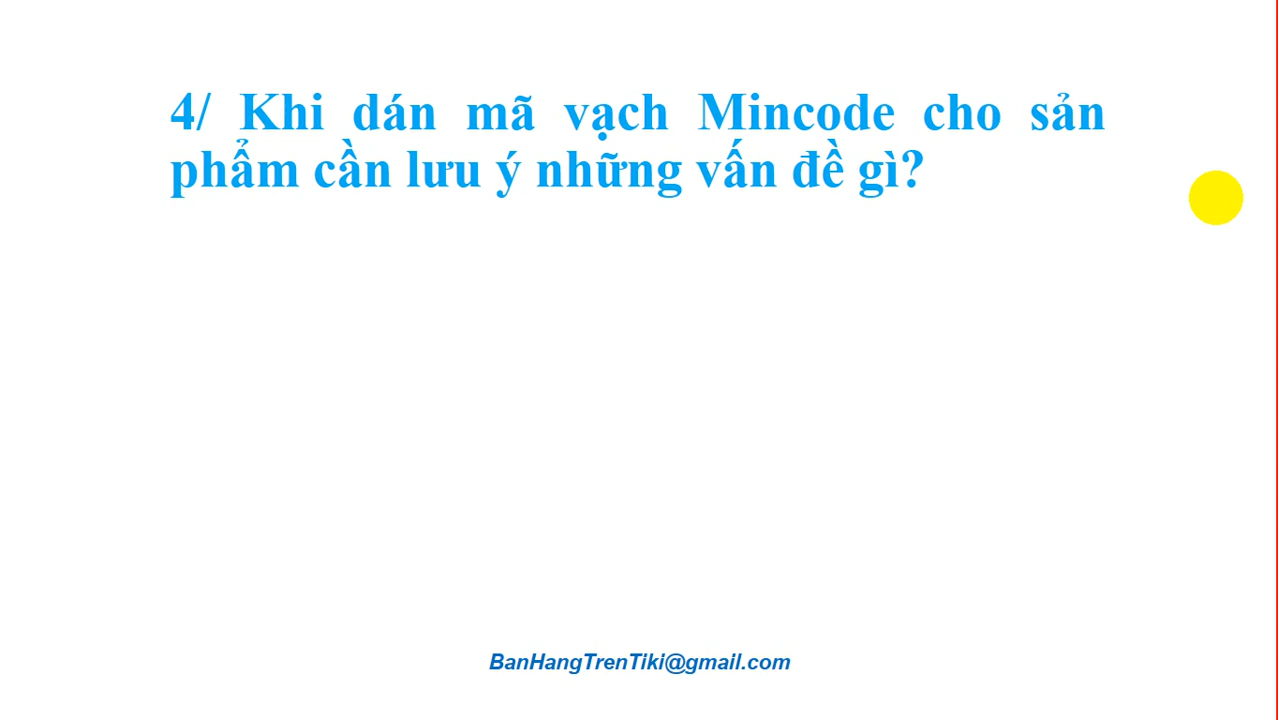 4/ Khi dán mã vạch Mincode cho sản
phẩm cần lưu ý những vấn đề gì?
BanHangTrenTiki@gmail.com